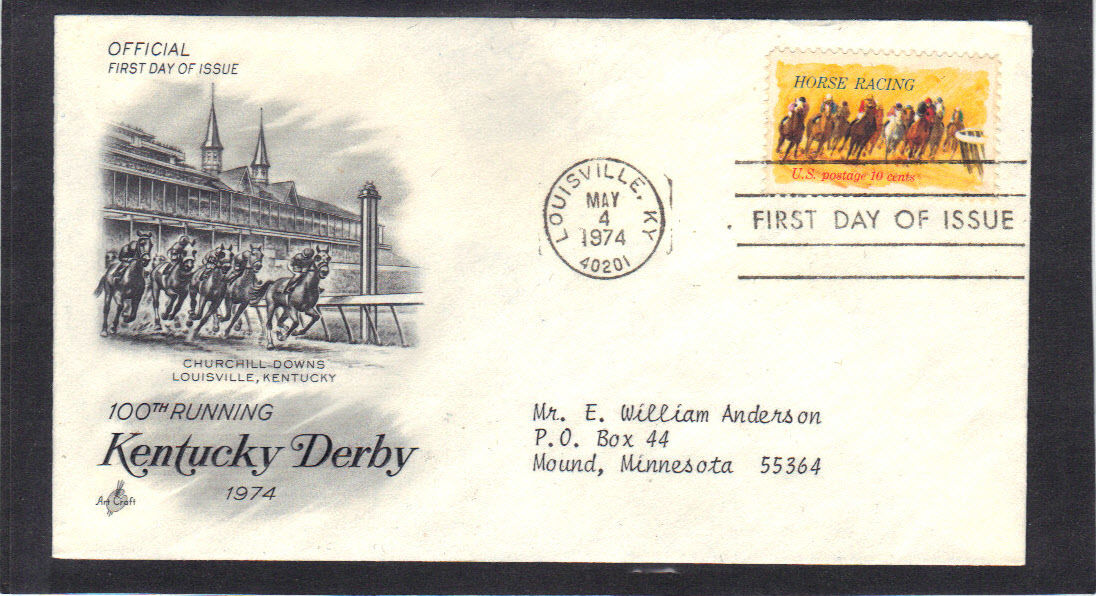 OFFICIAL
FIRST DAY OF ISSUE
CHURCHILL DOWNS
LOUISVILLE, KENTUCKY
100TH RUNNING
Kentucky Derby
1974
Art Craft
HORSE RACING
U.S. postage 10 cents
LOUISVILLE, KY
MAY
4
1974
40201
FIRST DAY OF ISSUE
Mr. E. William Anderson
P.O. Box 44
Mound, Minnesota 55364